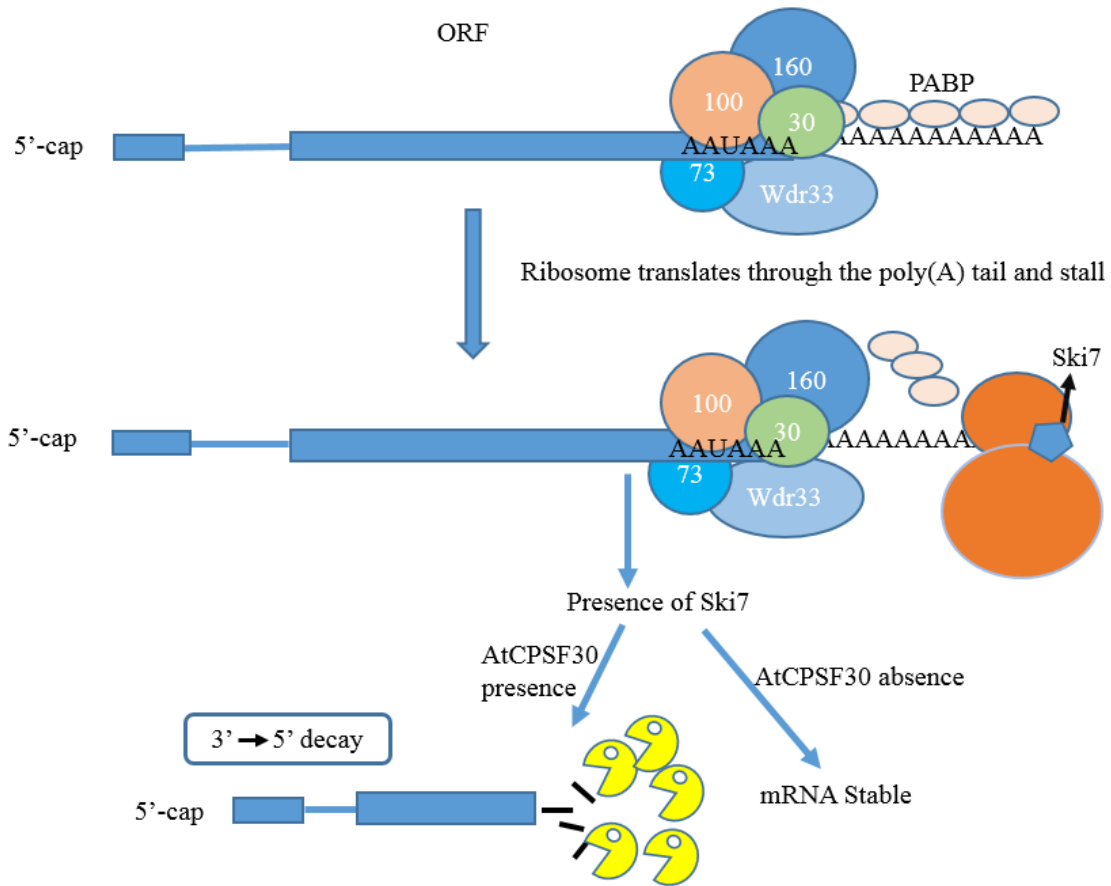 ORF
160
100
PABP
30
5’-cap
AAUAAA
AAAAAAAAAAA
73
Wdr33
Ribosome translates through the poly(A) tail and stall
Ski7
160
100
30
5’-cap
AAUAAA
AAAAAAAA
73
Wdr33
Presence of Ski7
AtCPSF30
presence
AtCPSF30 absence
3’ → 5’ decay
mRNA Stable
5’-cap